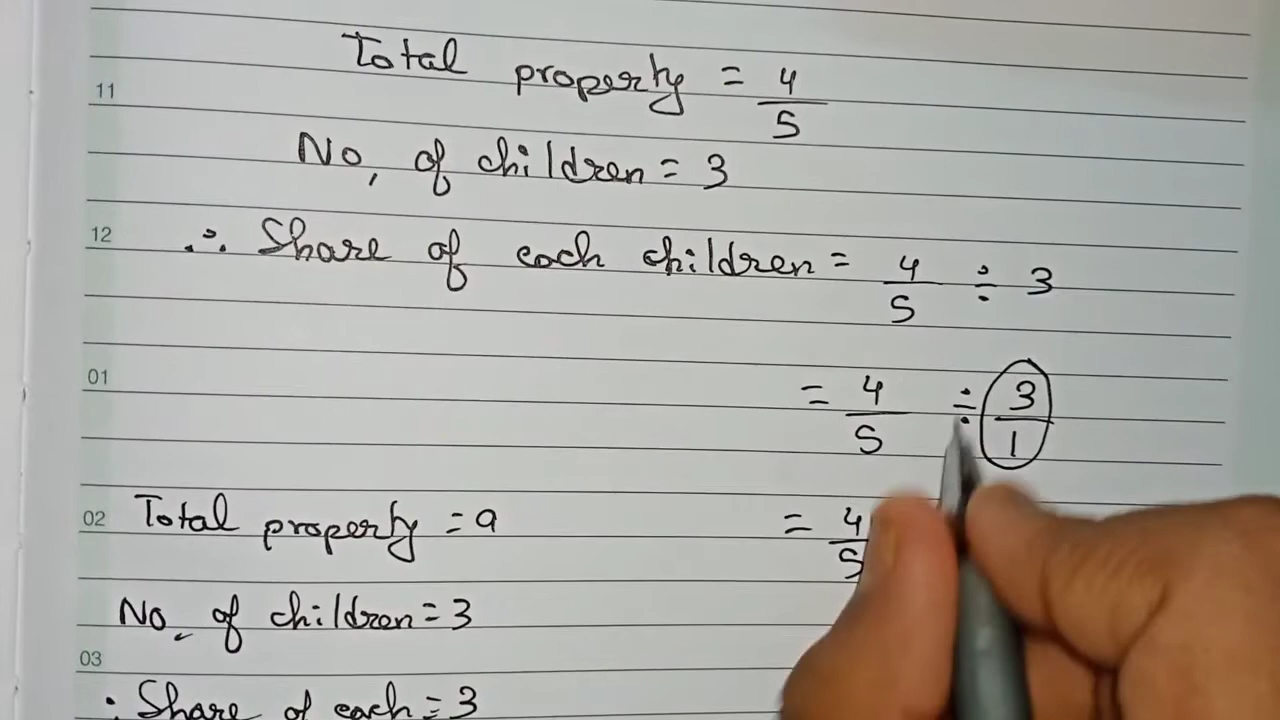 Total property = 4/5
11
No, of children = 3
12
∴ Share of each children = 4/5 ÷ 3
01
= 4/5 ÷ 3/1
02
Total property = 9
= 4/5
No. of children = 3
03
∴ Share of each = 3